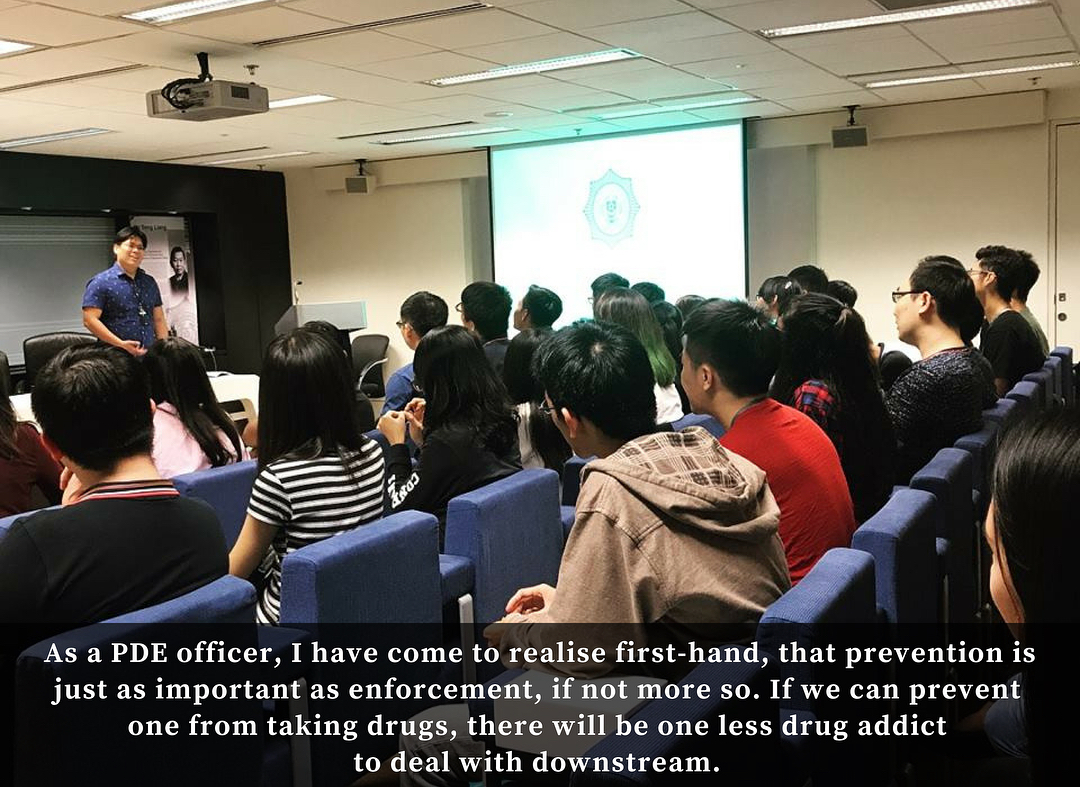 As a PDE officer, I have come to realise first-hand, that prevention is
just as important as enforcement, if not more so. If we can prevent
one from taking drugs, there will be one less drug addict
to deal with downstream.